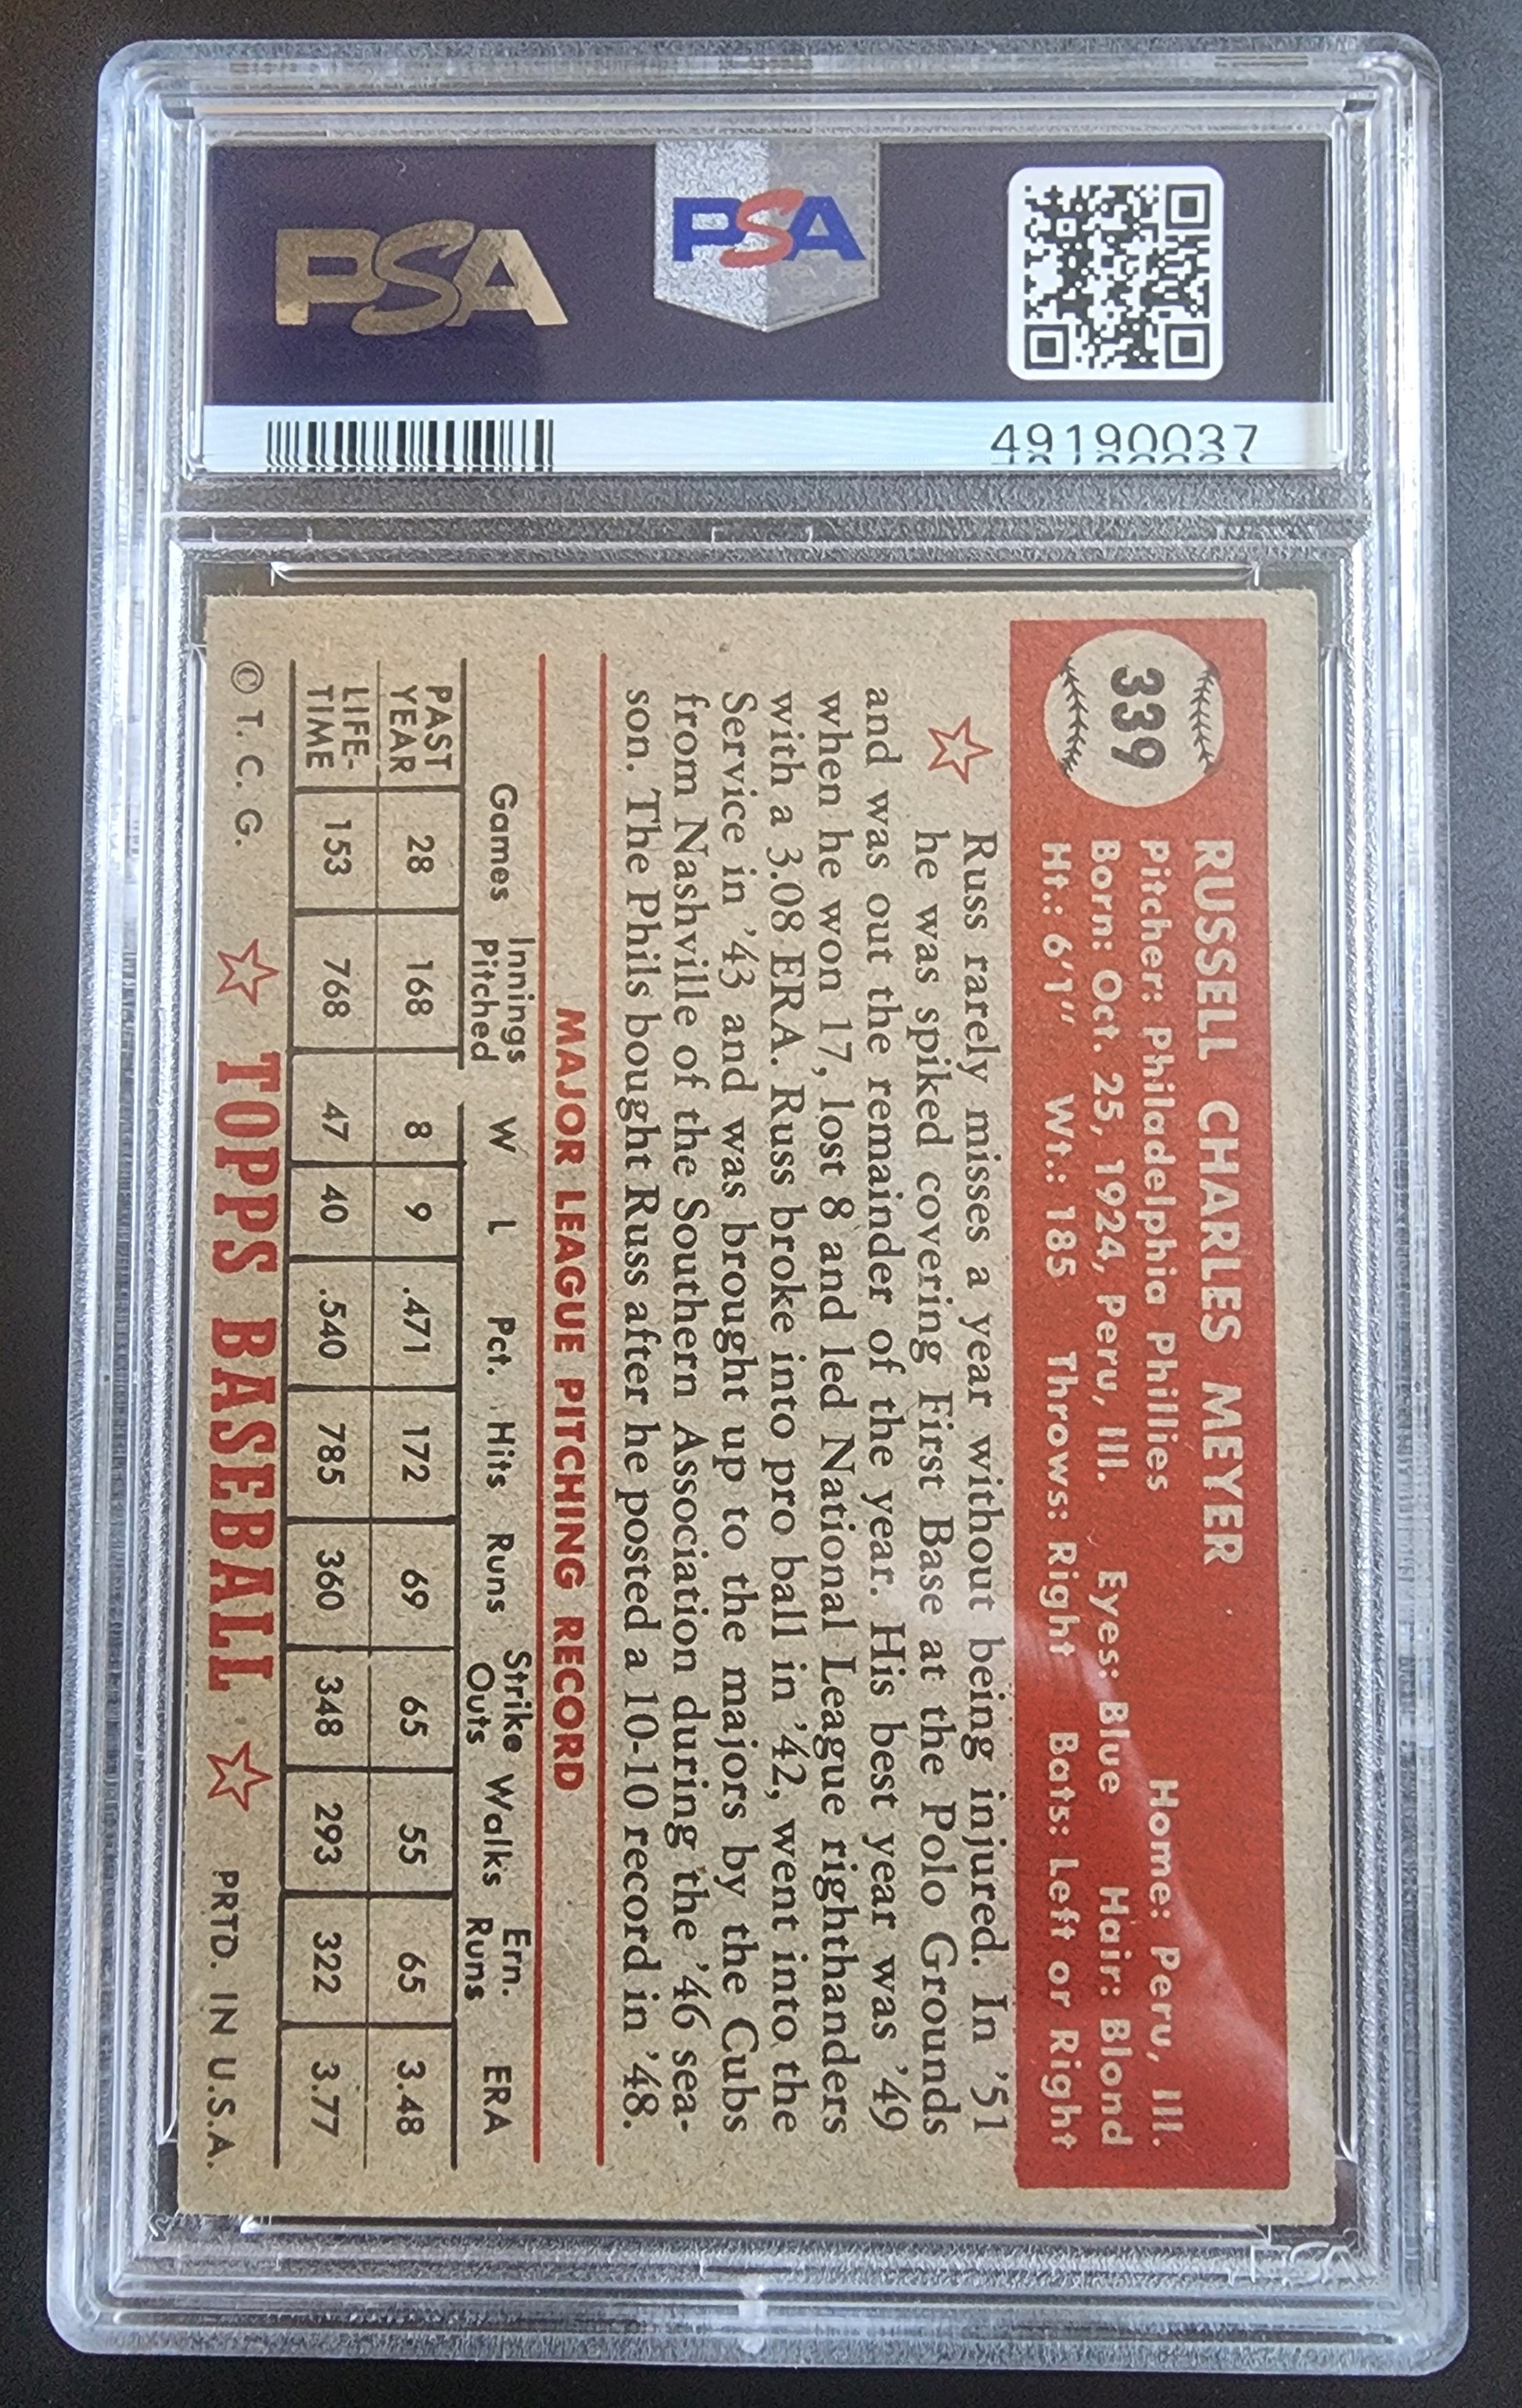 PSA
PSA
49190037
339
RUSSELL CHARLES MEYER
Pitcher: Philadelphia Phillies Home: Peru, Ill.
Born: Oct. 25, 1924, Peru, Ill. Eyes: Blue Hair: Blond
Ht.: 6'1" Wt.: 185 Throws: Right Bats: Left or Right
Russ rarely misses a year without being injured. In '51
he was spiked covering First Base at the Polo Grounds
and was out the remainder of the year. His best year was '49
when he won 17, lost 8 and led National League righthanders
with a 3.08 ERA. Russ broke into pro ball in '42, went into the
Service in '43 and was brought up to the majors by the Cubs
from Nashville of the Southern Association during the '46 sea-
son. The Phils bought Russ after he posted a 10-10 record in '48.
MAJOR LEAGUE PITCHING RECORD
Games Innings Pitched W L Pct. Hits Runs Strike Outs Walks Ern. Runs ERA
PAST YEAR 28 168 8 9 .471 172 69 65 55 65 3.48
LIFE-TIME 153 768 47 40 .540 785 360 348 293 322 3.77
© T. C. G. TOPPS BASEBALL PRTD. IN U.S.A.
PSA